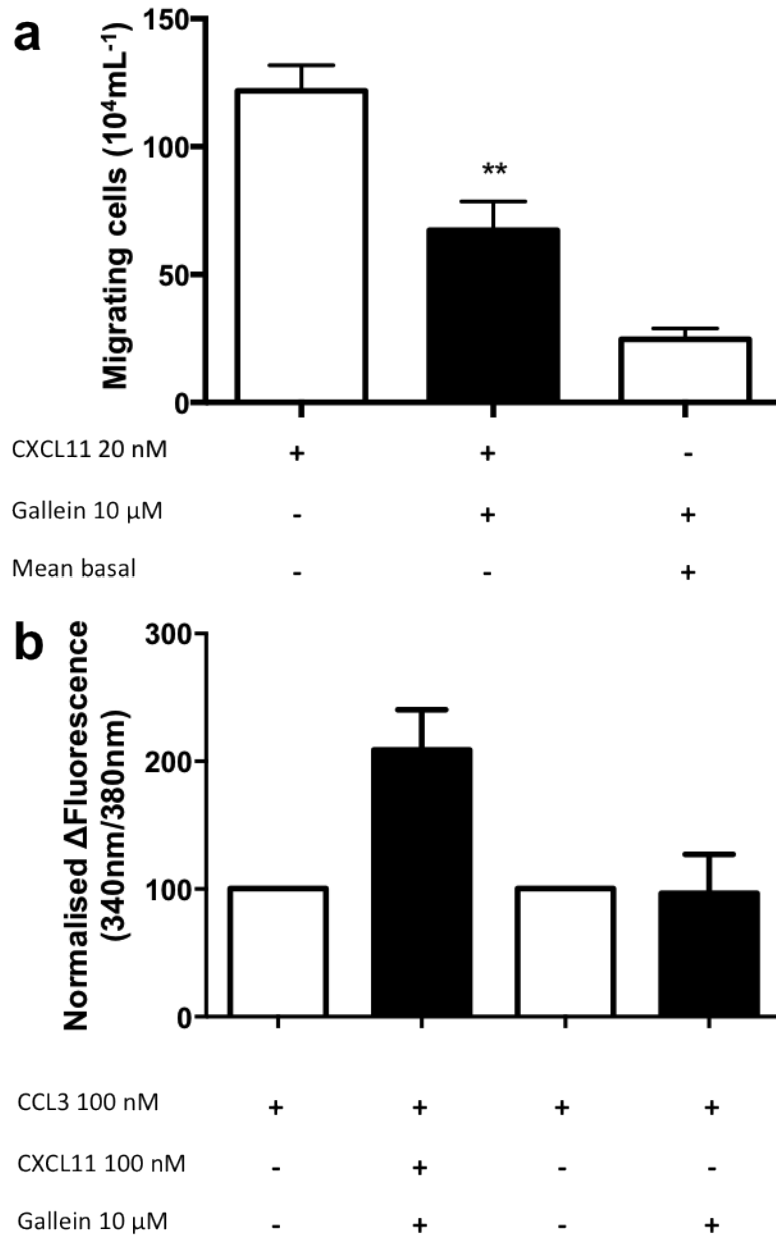 a
Migrating cells (10⁴mL⁻¹)
150
100
50
0
**
CXCL11 20 nM + + -
Gallein 10 µM - + +
Mean basal - - +
b
Normalised ΔFluorescence
(340nm/380nm)
300
200
100
0
CCL3 100 nM + + + +
CXCL11 100 nM - + - -
Gallein 10 µM - + - +